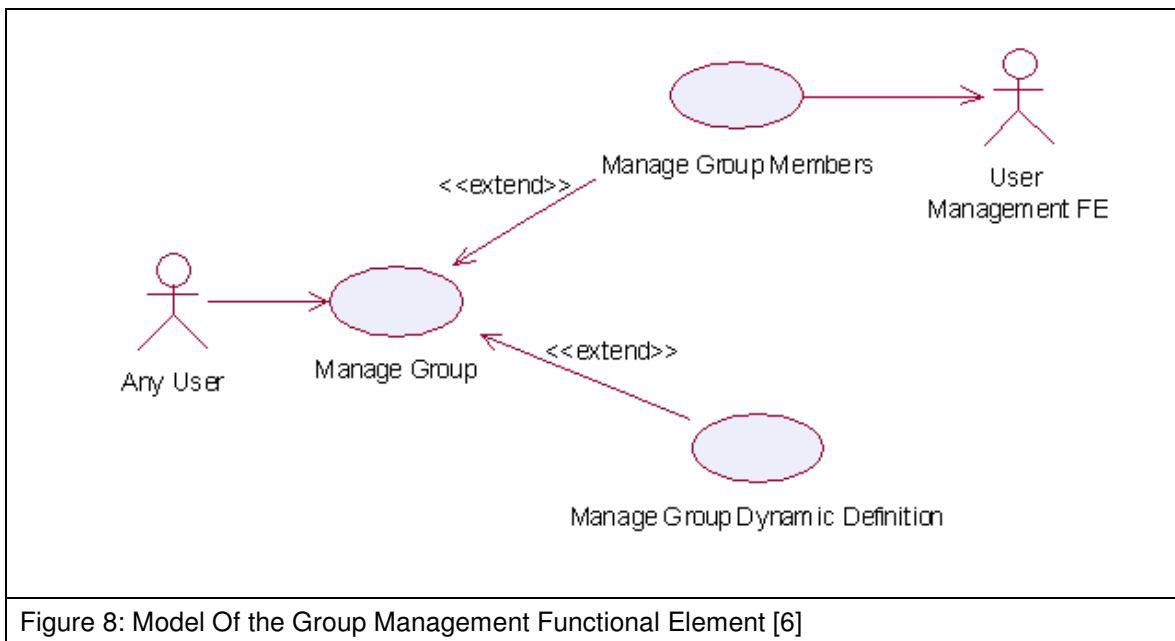 Manage Group Members
User
Management FE
<<extend>>
Any User
Manage Group
<<extend>>
Manage Group Dynamic Definition
Figure 8: Model Of the Group Management Functional Element [6]